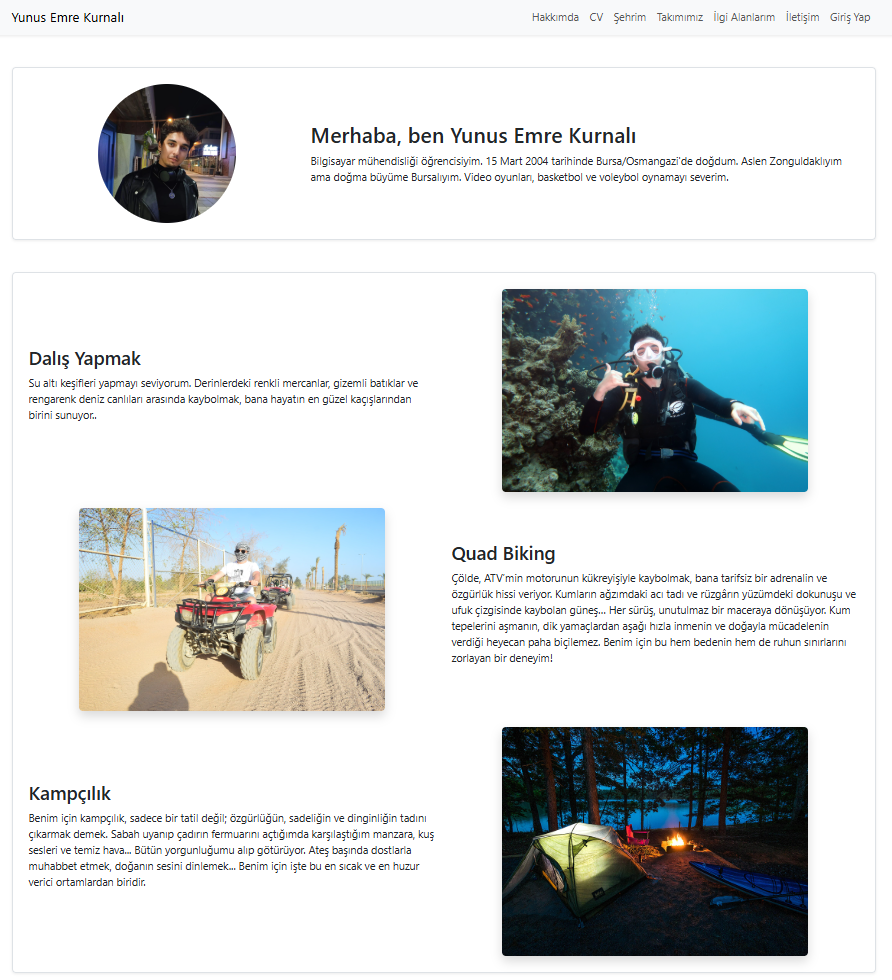 Yunus Emre Kurnalı
Hakkımda CV Şehrim Takımımız İlgi Alanlarım İletişim Giriş Yap
Merhaba, ben Yunus Emre Kurnalı
Bilgisayar mühendisliği öğrencisiyim. 15 Mart 2004 tarihinde Bursa/Osmangazi'de doğdum. Aslen Zonguldaklıyım
ama doğma büyüme Bursalıyım. Video oyunları, basketbol ve voleybol oynamayı severim.
Dalış Yapmak
Su altı keşifleri yapmayı seviyorum. Derinlerdeki renkli mercanlar, gizemli batıklar ve
rengarenk deniz canlıları arasında kaybolmak, bana hayatın en güzel kaçışlarından
birini sunuyor..
Quad Biking
Çölde, ATV'min motorunun kükreyişiyle kaybolmak, bana tarifsiz bir adrenalin ve
özgürlük hissi veriyor. Kumların ağzımdaki acı tadı ve rüzgârın yüzümdeki dokunuşu ve
ufuk çizgisinde kaybolan güneş... Her sürüş, unutulmaz bir maceraya dönüşüyor. Kum
tepelerini aşmanın, dik yamaçlardan aşağı hızla inmenin ve doğayla mücadelenin
verdiği heyecan paha biçilemez. Benim için bu hem bedenin hem de ruhun sınırlarını
zorlayan bir deneyim!
Kampçılık
Benim için kampçılık, sadece bir tatil değil; özgürlüğün, sadeliğin ve dinginliğin tadını
çıkarmak demek. Sabah uyanıp çadırın fermuarını açtığımda karşılaştığım manzara, kuş
sesleri ve temiz hava... Bütün yorgunluğumu alıp götürüyor. Ateş başında dostlarla
muhabbet etmek, doğanın sesini dinlemek... Benim için işte bu en sıcak ve en huzur
verici ortamlardan biridir.